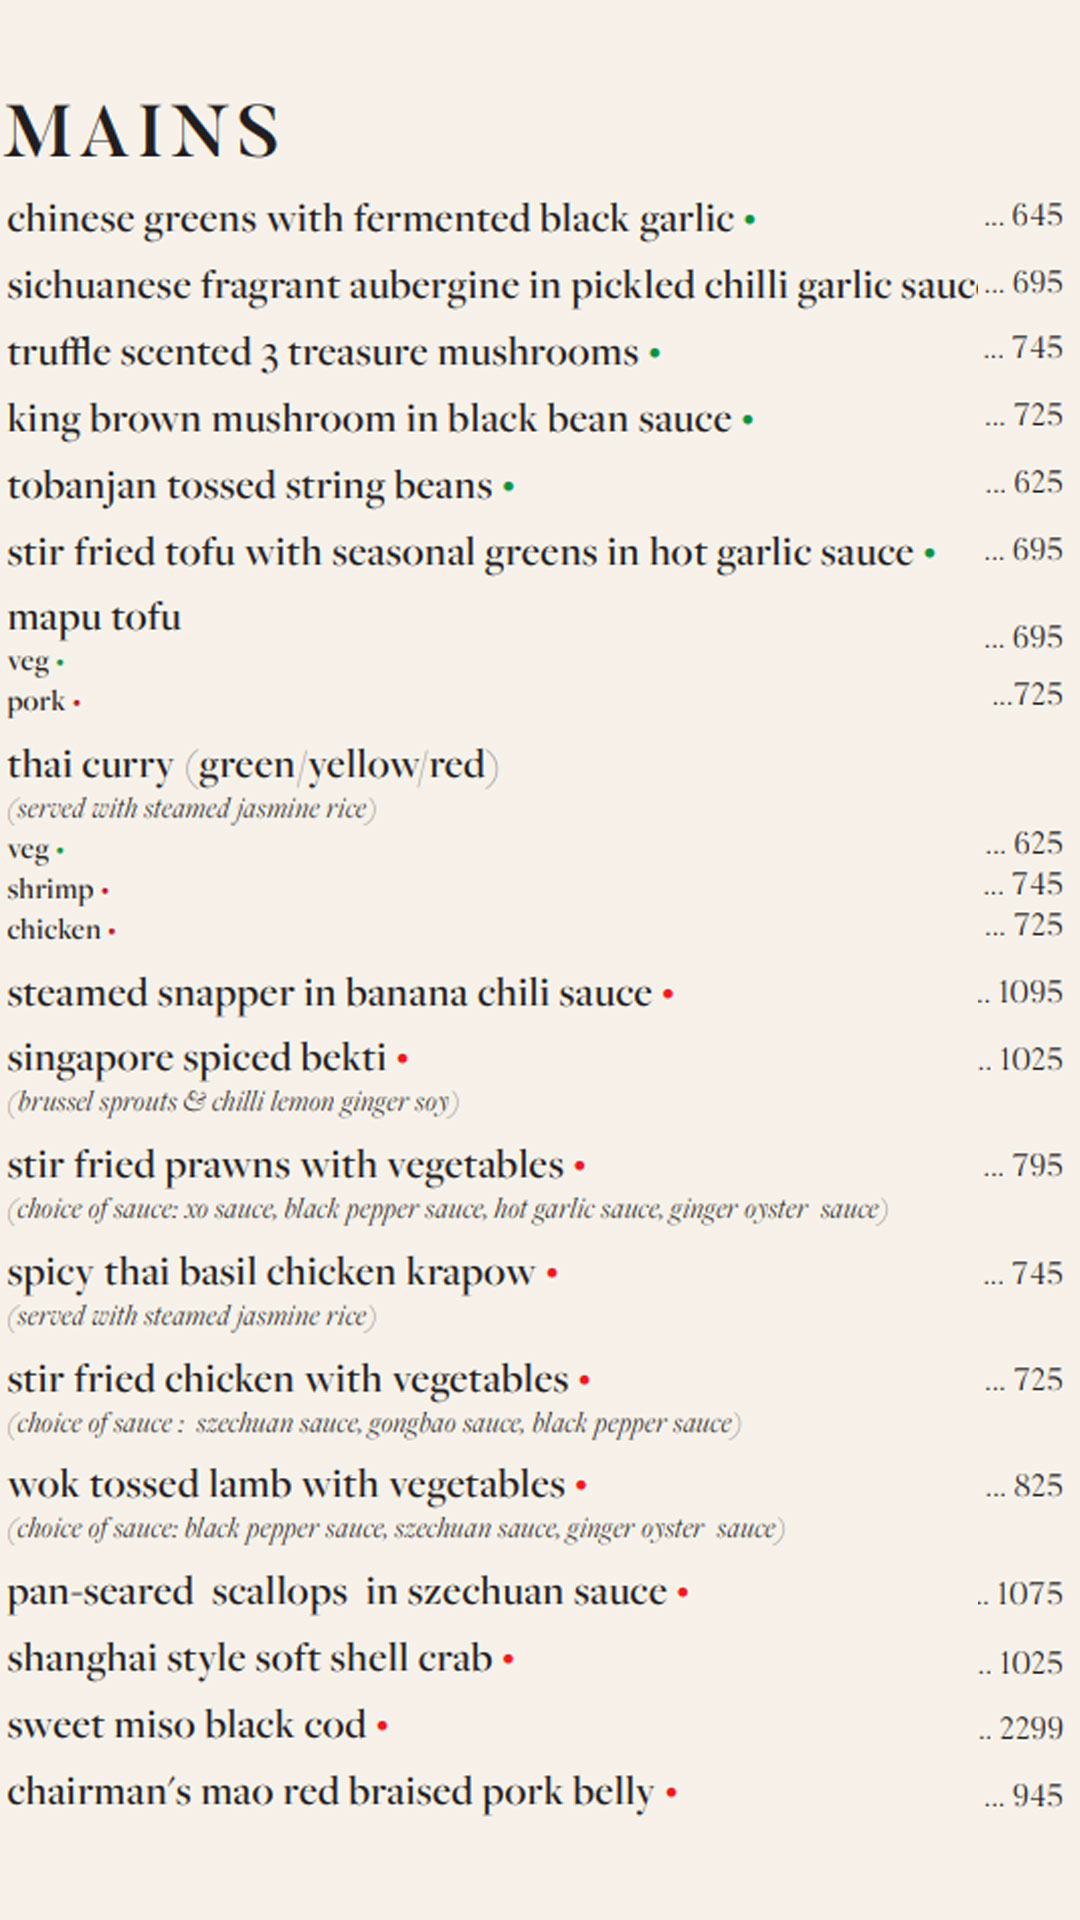 MAINS
chinese greens with fermented black garlic • ... 645
sichuanese fragrant aubergine in pickled chilli garlic sauc ... 695
truffle scented 3 treasure mushrooms • ... 745
king brown mushroom in black bean sauce • ... 725
tobanjan tossed string beans • ... 625
stir fried tofu with seasonal greens in hot garlic sauce • ... 695
mapu tofu
veg • ... 695
pork • ...725
thai curry (green/yellow/red)
(served with steamed jasmine rice)
veg • ... 625
shrimp • ... 745
chicken • ... 725
steamed snapper in banana chili sauce • .. 1095
singapore spiced bekti • .. 1025
(brussel sprouts & chilli lemon ginger soy)
stir fried prawns with vegetables • ... 795
(choice of sauce: xo sauce, black pepper sauce, hot garlic sauce, ginger oyster sauce)
spicy thai basil chicken krapow • ... 745
(served with steamed jasmine rice)
stir fried chicken with vegetables • ... 725
(choice of sauce : szechuan sauce, gongbao sauce, black pepper sauce)
wok tossed lamb with vegetables • ... 825
(choice of sauce: black pepper sauce, szechuan sauce, ginger oyster sauce)
pan-seared scallops in szechuan sauce • .. 1075
shanghai style soft shell crab • .. 1025
sweet miso black cod • .. 2299
chairman's mao red braised pork belly • ... 945